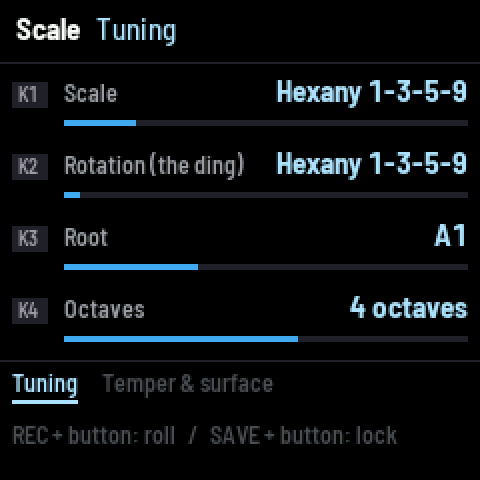 Scale Tuning
K1 Scale Hexany 1-3-5-9
K2 Rotation (the ding) Hexany 1-3-5-9
K3 Root A1
K4 Octaves 4 octaves
Tuning Temper & surface
REC + button: roll / SAVE + button: lock